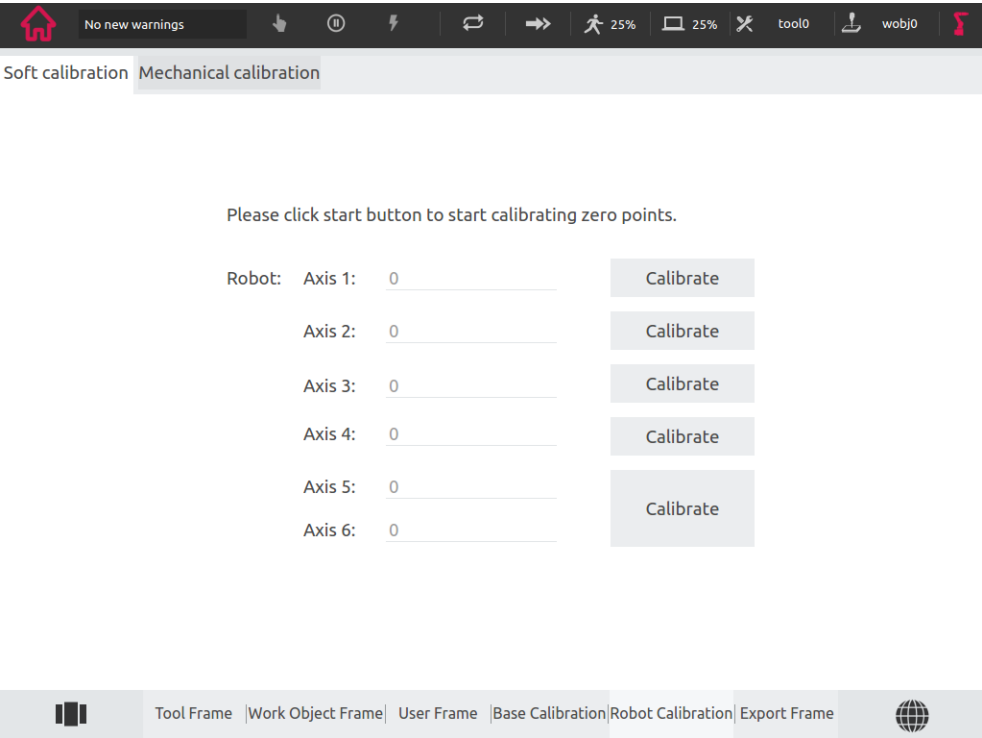 No new warnings 25% 25% tool0 wobj0
Soft calibration Mechanical calibration
Please click start button to start calibrating zero points.
Robot: Axis 1: 0 Calibrate
Axis 2: 0 Calibrate
Axis 3: 0 Calibrate
Axis 4: 0 Calibrate
Axis 5: 0
Calibrate
Axis 6: 0
Tool Frame Work Object Frame User Frame Base Calibration Robot Calibration Export Frame